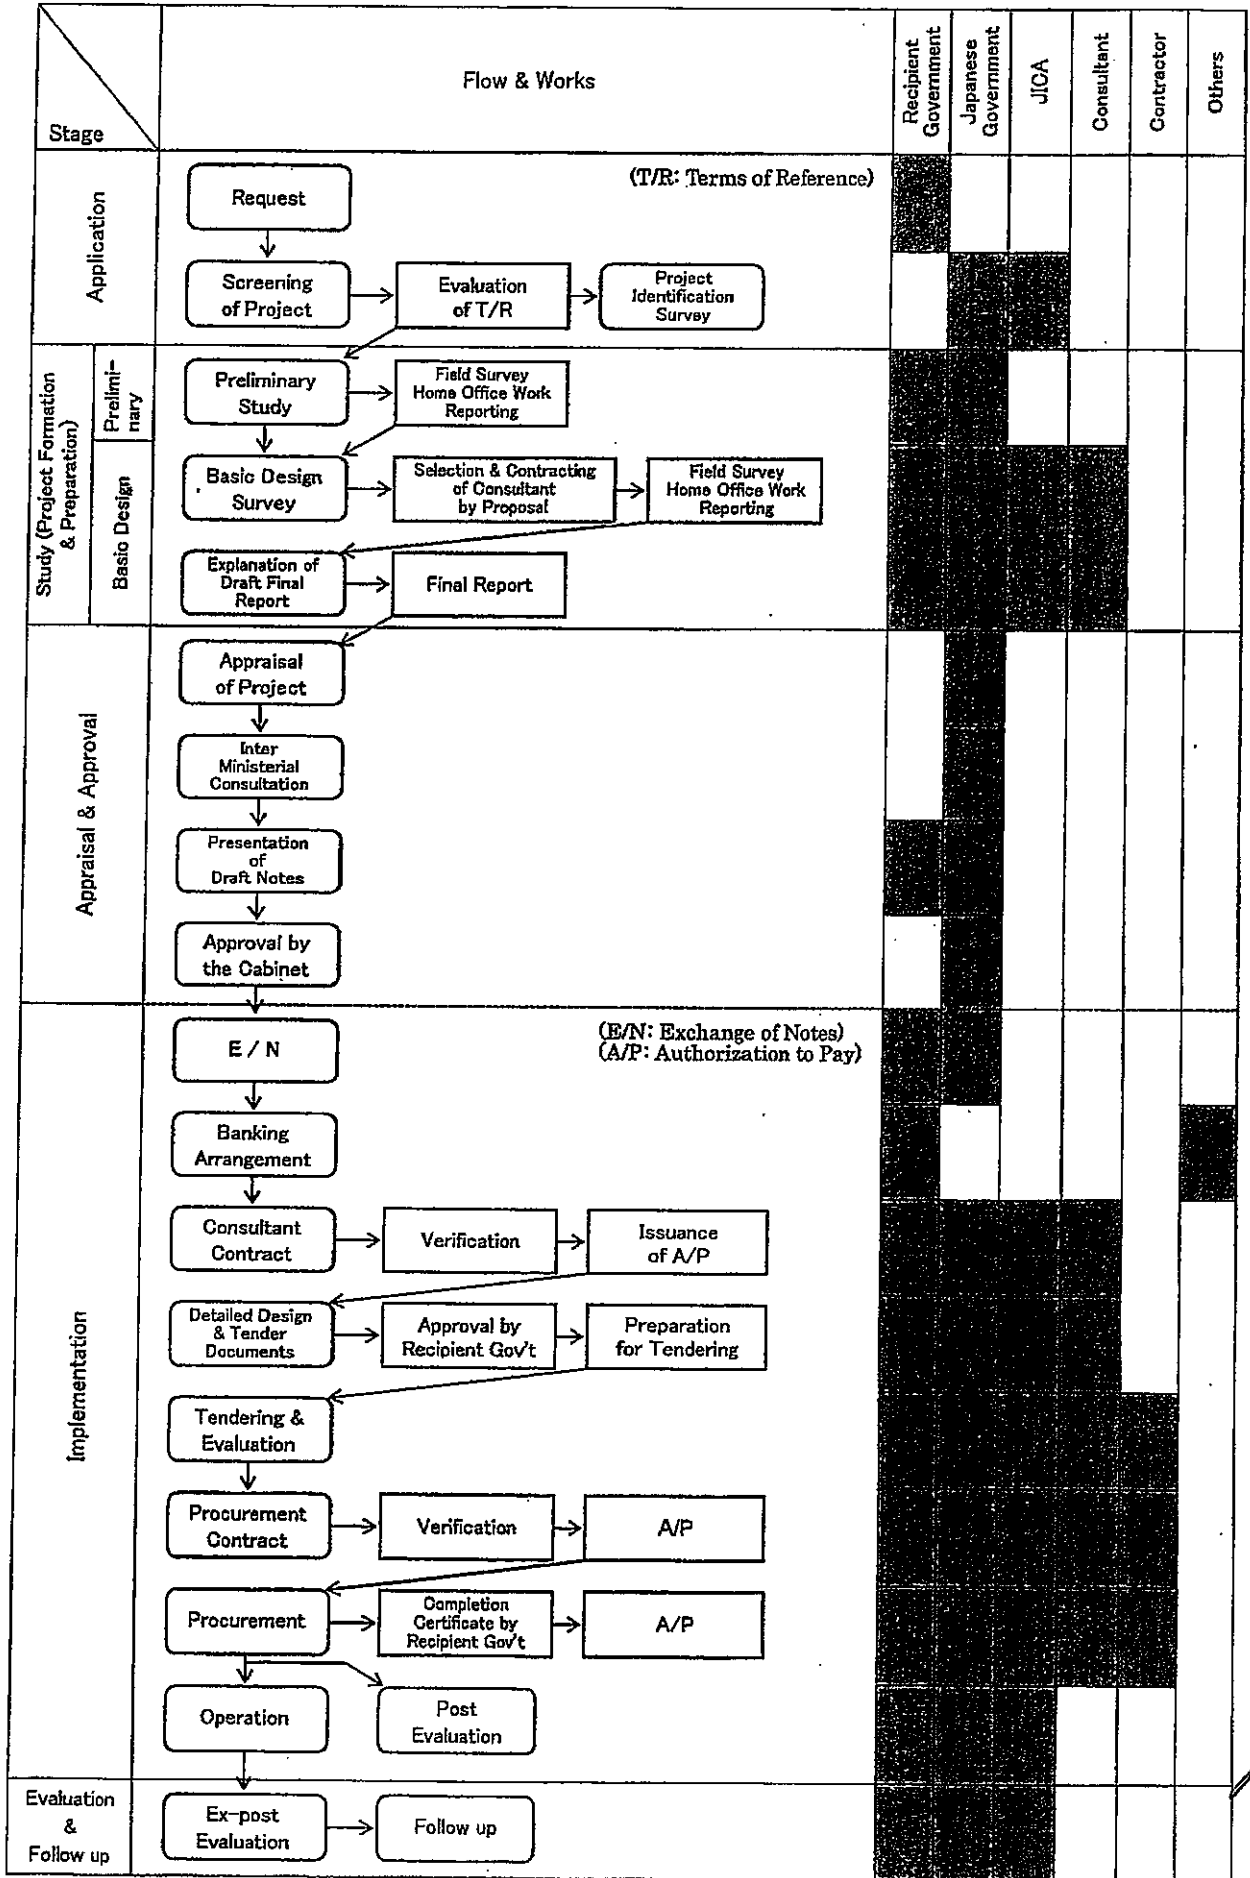 Stage
Flow & Works
Recipient
Government
Japanese
Government
JICA
Consultant
Contractor
Others
Application
(T/R: Terms of Reference)
Request
Screening
of Project
Evaluation
of T/R
Project
Identification
Survey
Study (Project Formation
& Preparation)
Prelimi-
nary
Preliminary
Study
Field Survey
Home Office Work
Reporting
Basic Design
Basic Design
Survey
Selection & Contracting
of Consultant
by Proposal
Field Survey
Home Office Work
Reporting
Explanation of
Draft Final
Report
Final Report
Appraisal & Approval
Appraisal
of Project
Inter
Ministerial
Consultation
Presentation
of
Draft Notes
Approval by
the Cabinet
Implementation
E / N
(E/N: Exchange of Notes)
(A/P: Authorization to Pay)
Banking
Arrangement
Consultant
Contract
Verification
Issuance
of A/P
Detailed Design
& Tender
Documents
Approval by
Recipient Gov't
Preparation
for Tendering
Tendering &
Evaluation
Procurement
Contract
Verification
A/P
Procurement
Completion
Certificate by
Recipient Gov't
A/P
Operation
Post
Evaluation
Evaluation
&
Follow up
Ex-post
Evaluation
Follow up